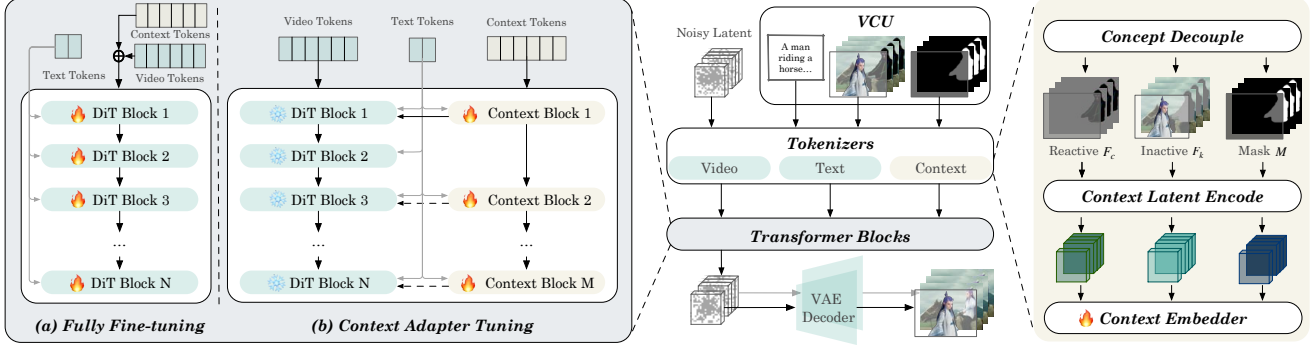 Context Tokens
Text Tokens
Video Tokens
DiT Block 1
DiT Block 2
DiT Block 3
...
DiT Block N
(a) Fully Fine-tuning
Video Tokens
Text Tokens
Context Tokens
DiT Block 1
Context Block 1
DiT Block 2
DiT Block 3
Context Block 2
...
...
DiT Block N
Context Block M
(b) Context Adapter Tuning
Noisy Latent
VCU
A man
riding a
horse...
Tokenizers
Video
Text
Context
Transformer Blocks
VAE
Decoder
Concept Decouple
Reactive F_c
Inactive F_k
Mask M
Context Latent Encode
Context Embedder